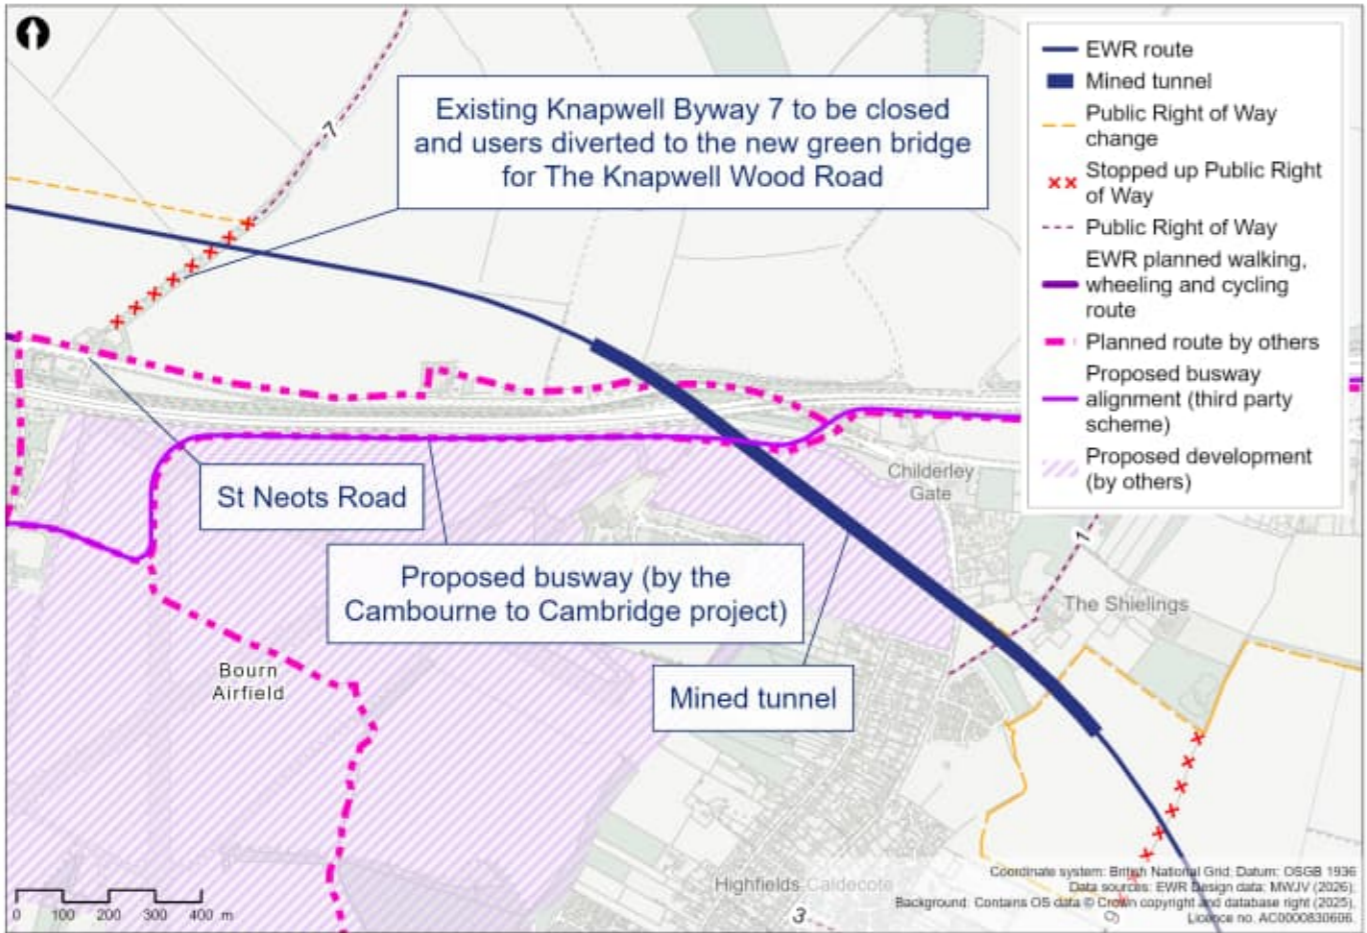 Existing Knapwell Byway 7 to be closed
and users diverted to the new green bridge
for The Knapwell Wood Road
7
EWR route
Mined tunnel
Public Right of Way
change
Stopped up Public Right
of Way
Public Right of Way
EWR planned walking,
wheeling and cycling
route
Planned route by others
Proposed busway
alignment (third party
scheme)
Proposed development
(by others)
Childerley
Gate
St Neots Road
1
Proposed busway (by the
Cambourne to Cambridge project)
The Shielings
Bourn
Airfield
Mined tunnel
Highfields Caldecote
3
9
0 100 200 300 400 m
Coordinate system: British National Grid; Datum: OSGB 1936
Data sources: EWR Design data: MWJV (2026);
Background: Contains OS data © Crown copyright and database right (2025),
Licence no. AC0000830606.